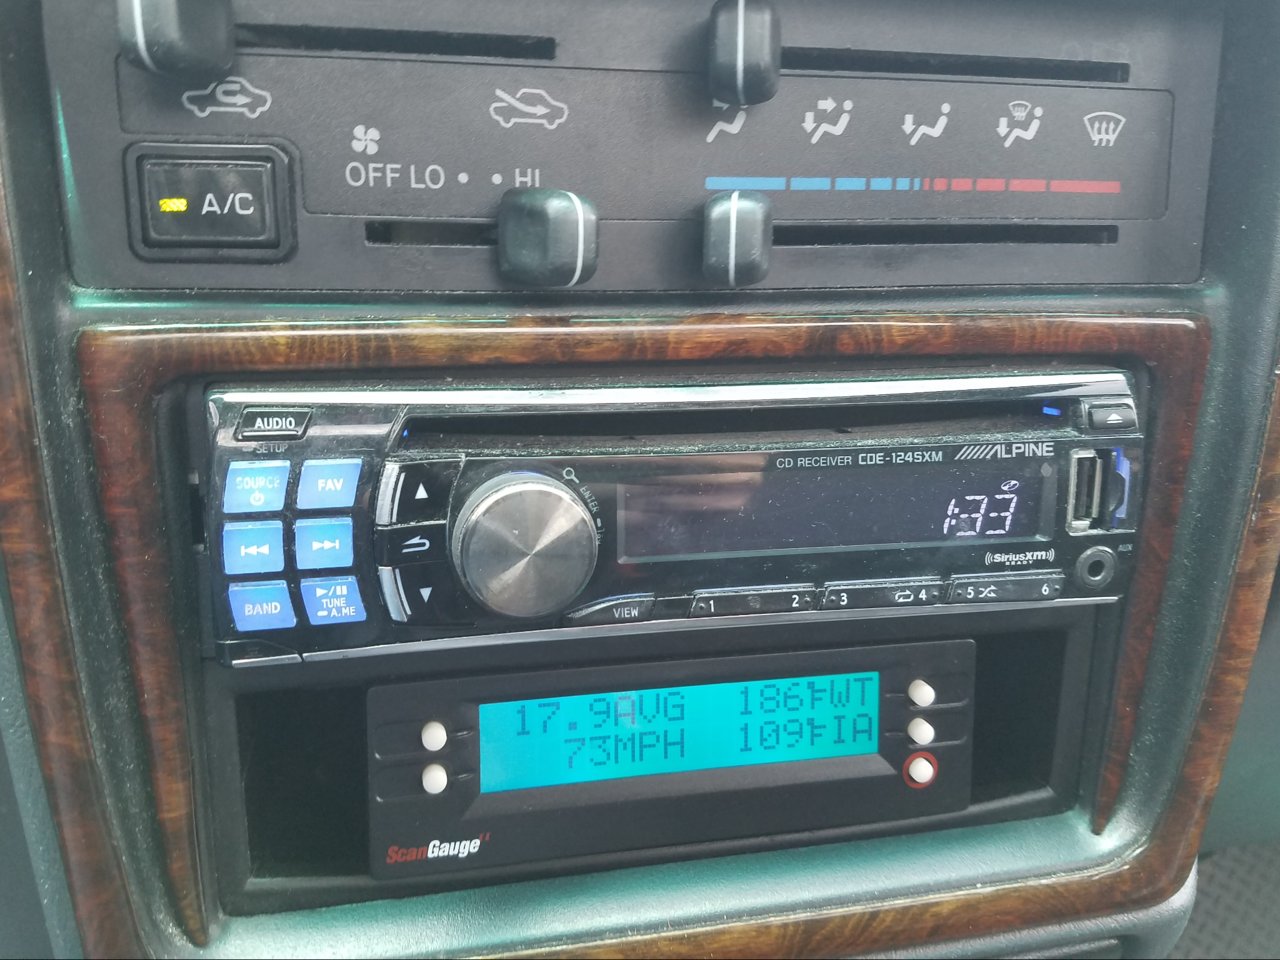 OFF LO • • HI
A/C
AUDIO
SETUP
CD RECEIVER CDE-124SXM ALPINE
SOURCE
FAV
ENTER
1:33
((SiriusXM))
READY
AUX
BAND
TUNE
A.ME
VIEW
1 2 3 4 5 6
17.9AVG 186°FWT
73MPH 109°FIA
ScanGauge II